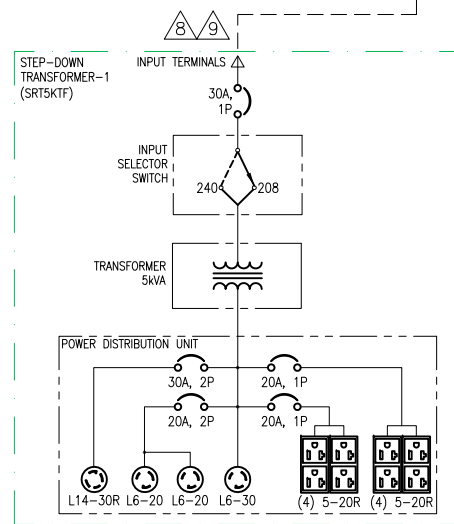 8 9
STEP-DOWN
TRANSFORMER-1
(SRT5KTF)
INPUT TERMINALS
30A,
1P
INPUT
SELECTOR
SWITCH
240 208
TRANSFORMER
5kVA
POWER DISTRIBUTION UNIT
30A, 2P 20A, 1P
20A, 2P 20A, 1P
L14-30R L6-20 L6-20 L6-30 (4) 5-20R (4) 5-20R